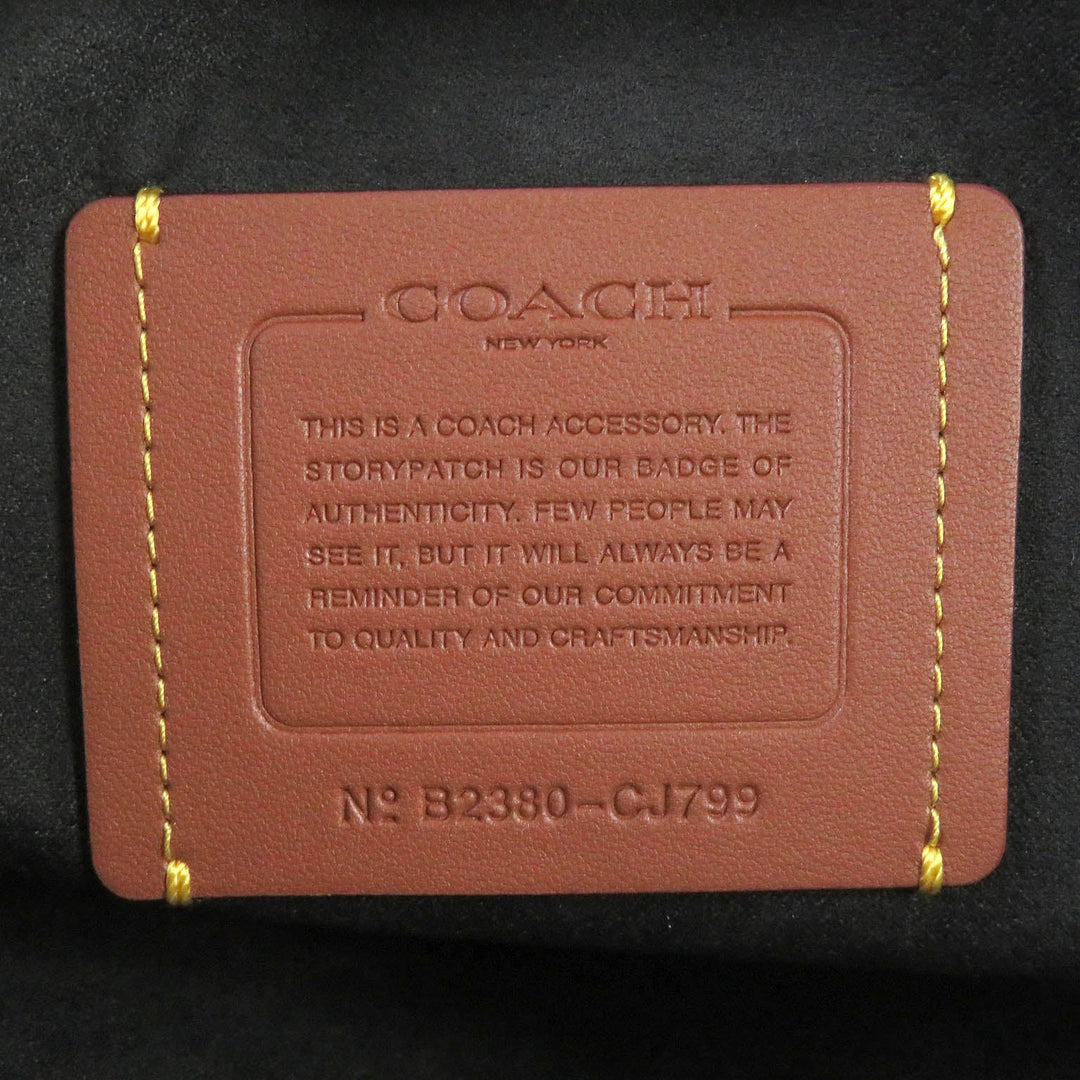 COACH
NEW YORK
THIS IS A COACH ACCESSORY. THE
STORYPATCH IS OUR BADGE OF
AUTHENTICITY. FEW PEOPLE MAY
SEE IT, BUT IT WILL ALWAYS BE A
REMINDER OF OUR COMMITMENT
TO QUALITY AND CRAFTSMANSHIP.
Nº B2380-CJ799